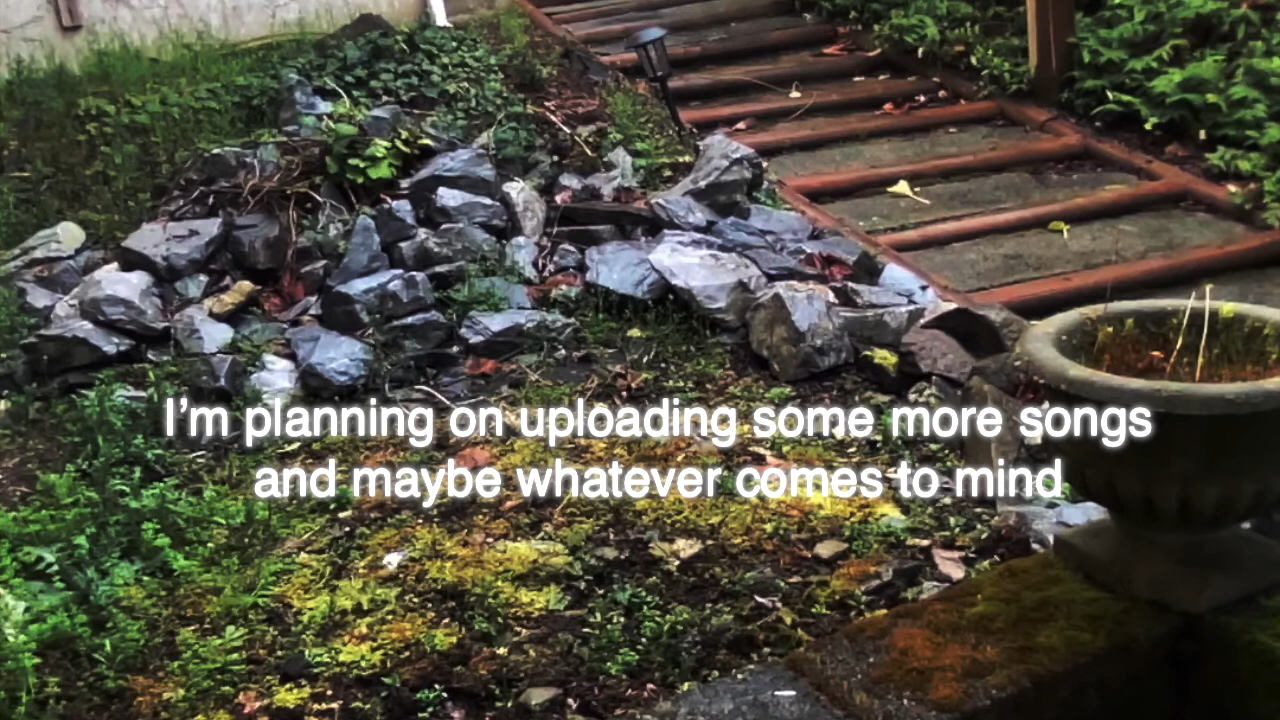 I'm planning on uploading some more songs
and maybe whatever comes to mind